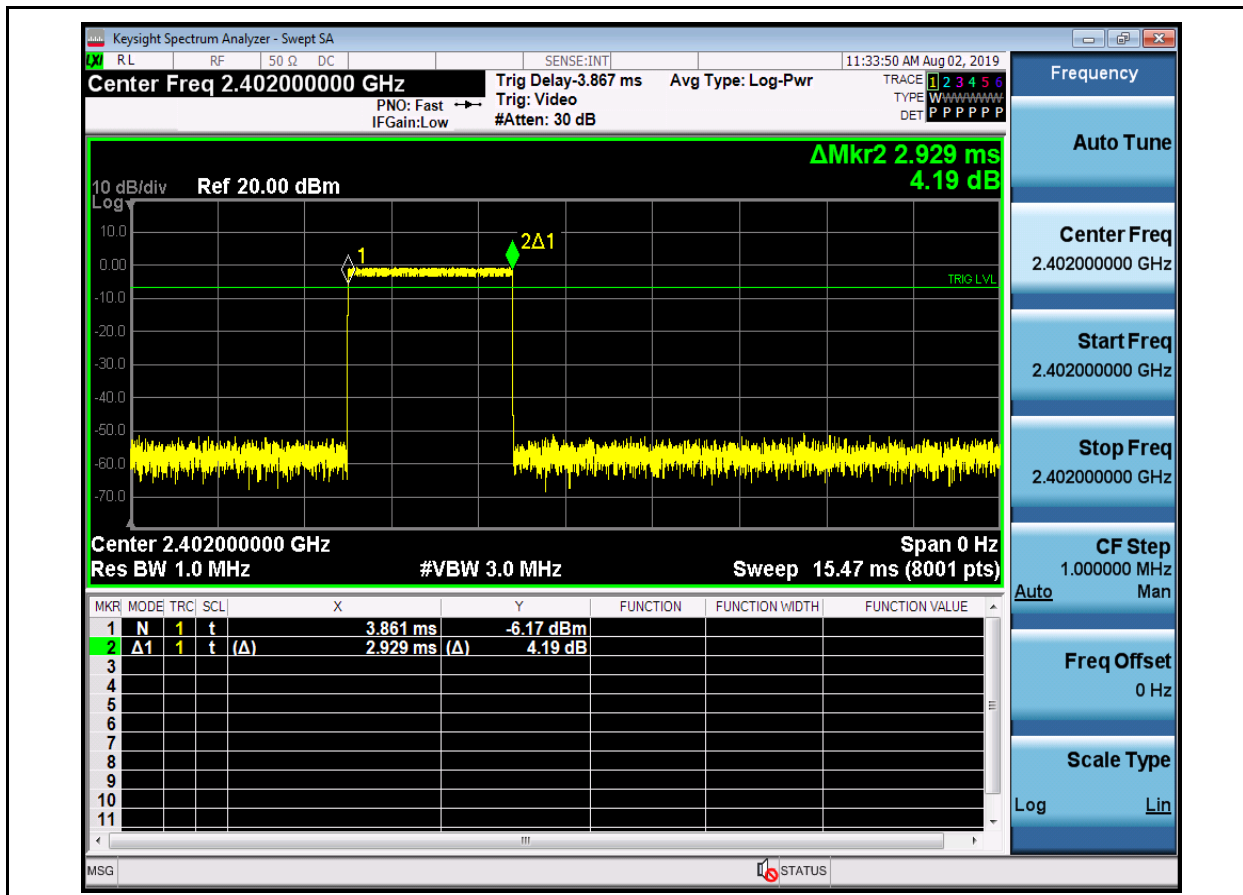 Keysight Spectrum Analyzer - Swept SA
LXI RL RF 50 Ω DC SENSE:INT 11:33:50 AM Aug 02, 2019
Center Freq 2.402000000 GHz
PNO: Fast
IFGain:Low
Trig Delay-3.867 ms
Trig: Video
#Atten: 30 dB
Avg Type: Log-Pwr
TRACE 1 2 3 4 5 6
TYPE WWWWWW
DET P P P P P P
ΔMkr2 2.929 ms
4.19 dB
10 dB/div Ref 20.00 dBm
Log
10.0
0.00
-10.0
-20.0
-30.0
-40.0
-50.0
-60.0
-70.0
1
2Δ1
TRIG LVL
Center 2.402000000 GHz Span 0 Hz
Res BW 1.0 MHz #VBW 3.0 MHz Sweep 15.47 ms (8001 pts)
MKR MODE TRC SCL X Y FUNCTION FUNCTION WIDTH FUNCTION VALUE
1 N 1 t 3.861 ms -6.17 dBm
2 Δ1 1 t (Δ) 2.929 ms (Δ) 4.19 dB
3
4
5
6
7
8
9
10
11
MSG STATUS
Frequency
Auto Tune
Center Freq
2.402000000 GHz
Start Freq
2.402000000 GHz
Stop Freq
2.402000000 GHz
CF Step
1.000000 MHz
Auto Man
Freq Offset
0 Hz
Scale Type
Log Lin